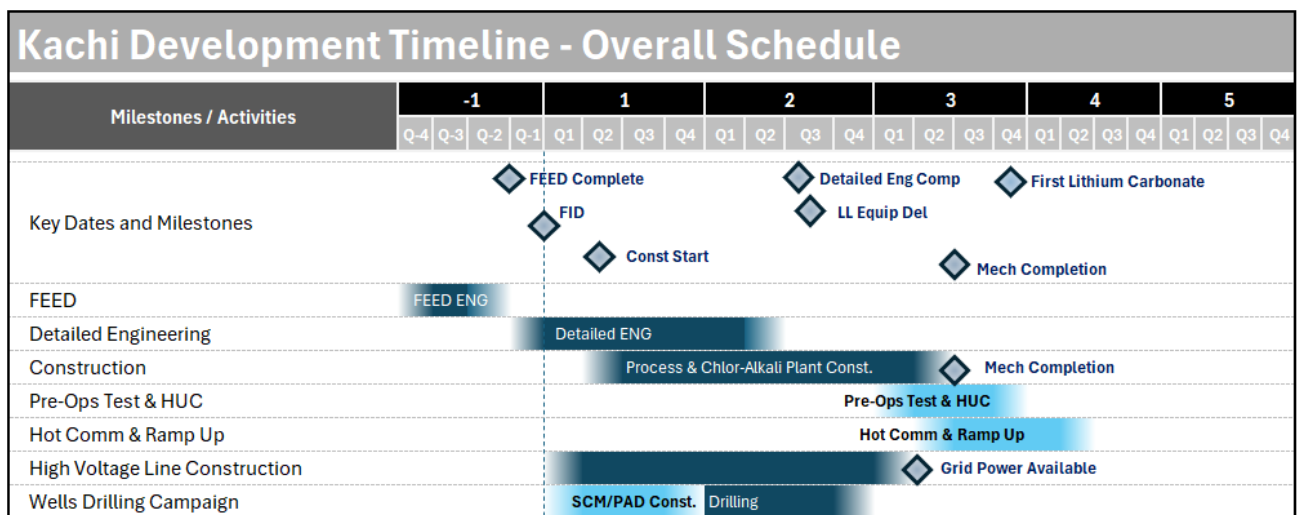 Kachi Development Timeline - Overall Schedule
Milestones / Activities
-1 1 2 3 4 5
Q-4 Q-3 Q-2 Q-1 Q1 Q2 Q3 Q4 Q1 Q2 Q3 Q4 Q1 Q2 Q3 Q4 Q1 Q2 Q3 Q4 Q1 Q2 Q3 Q4
Key Dates and Milestones
FEED Complete Detailed Eng Comp First Lithium Carbonate
FID LL Equip Del
Const Start Mech Completion
FEED FEED ENG
Detailed Engineering Detailed ENG
Construction Process & Chlor-Alkali Plant Const. Mech Completion
Pre-Ops Test & HUC Pre-Ops Test & HUC
Hot Comm & Ramp Up Hot Comm & Ramp Up
High Voltage Line Construction Grid Power Available
Wells Drilling Campaign SCM/PAD Const. Drilling